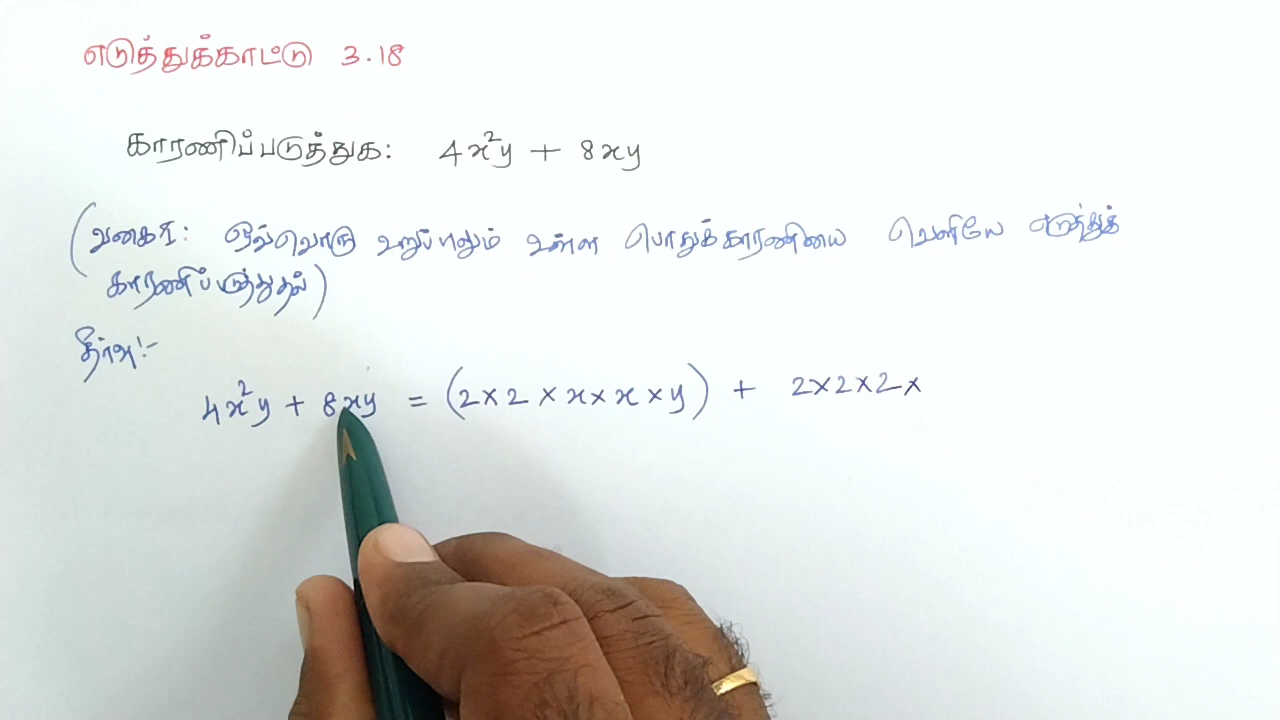 எடுத்துக்காட்டு 3.18
காரணிப்படுத்துக: 4x²y + 8xy
(வகை I: ஒவ்வொரு உறுப்பிலும் உள்ள பொதுக்காரணியை வெளியே எடுத்துக்
காரணிப்படுத்துதல்)
தீர்வு:-
4x²y + 8xy = (2×2×x×x×y) + 2×2×2×